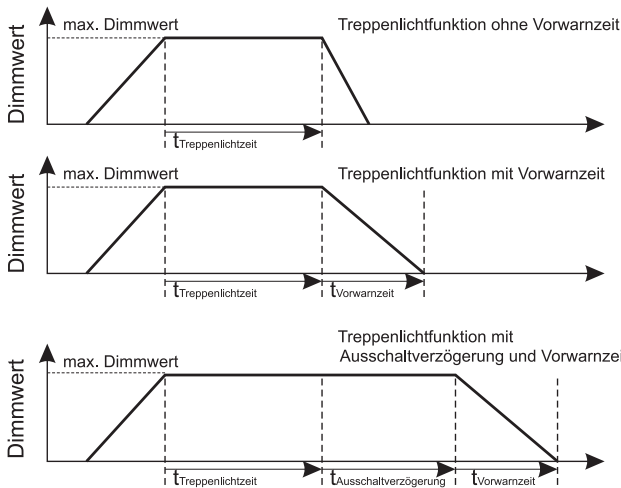 Treppenlichtfunktion ohne Vorwarnzeit
max. Dimmwert
Dimmwert
tTreppenlichtzeit
Treppenlichtfunktion mit Vorwarnzeit
max. Dimmwert
Dimmwert
tTreppenlichtzeit
tVorwarnzeit
Treppenlichtfunktion mit
Ausschaltverzögerung und Vorwarnzei
max. Dimmwert
Dimmwert
tTreppenlichtzeit
tAusschaltverzögerung
tVorwarnzeit